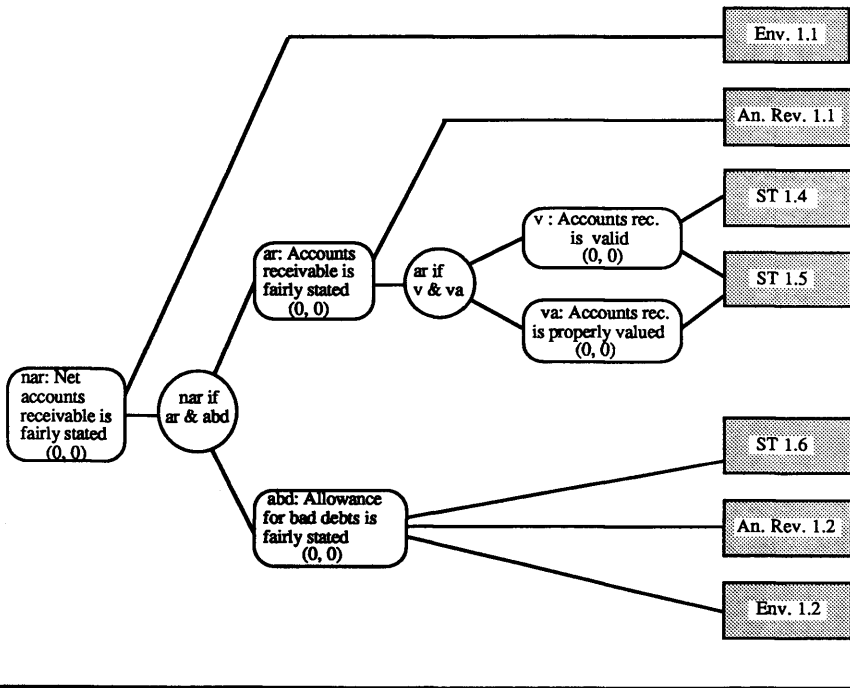 Env. 1.1
An. Rev. 1.1
ST 1.4
v : Accounts rec.
is valid
(0, 0)
ar: Accounts
receivable is
fairly stated
(0, 0)
ar if
v & va
ST 1.5
va: Accounts rec.
is properly valued
(0, 0)
nar: Net
accounts
receivable is
fairly stated
(0, 0)
nar if
ar & abd
ST 1.6
abd: Allowance
for bad debts is
fairly stated
(0, 0)
An. Rev. 1.2
Env. 1.2